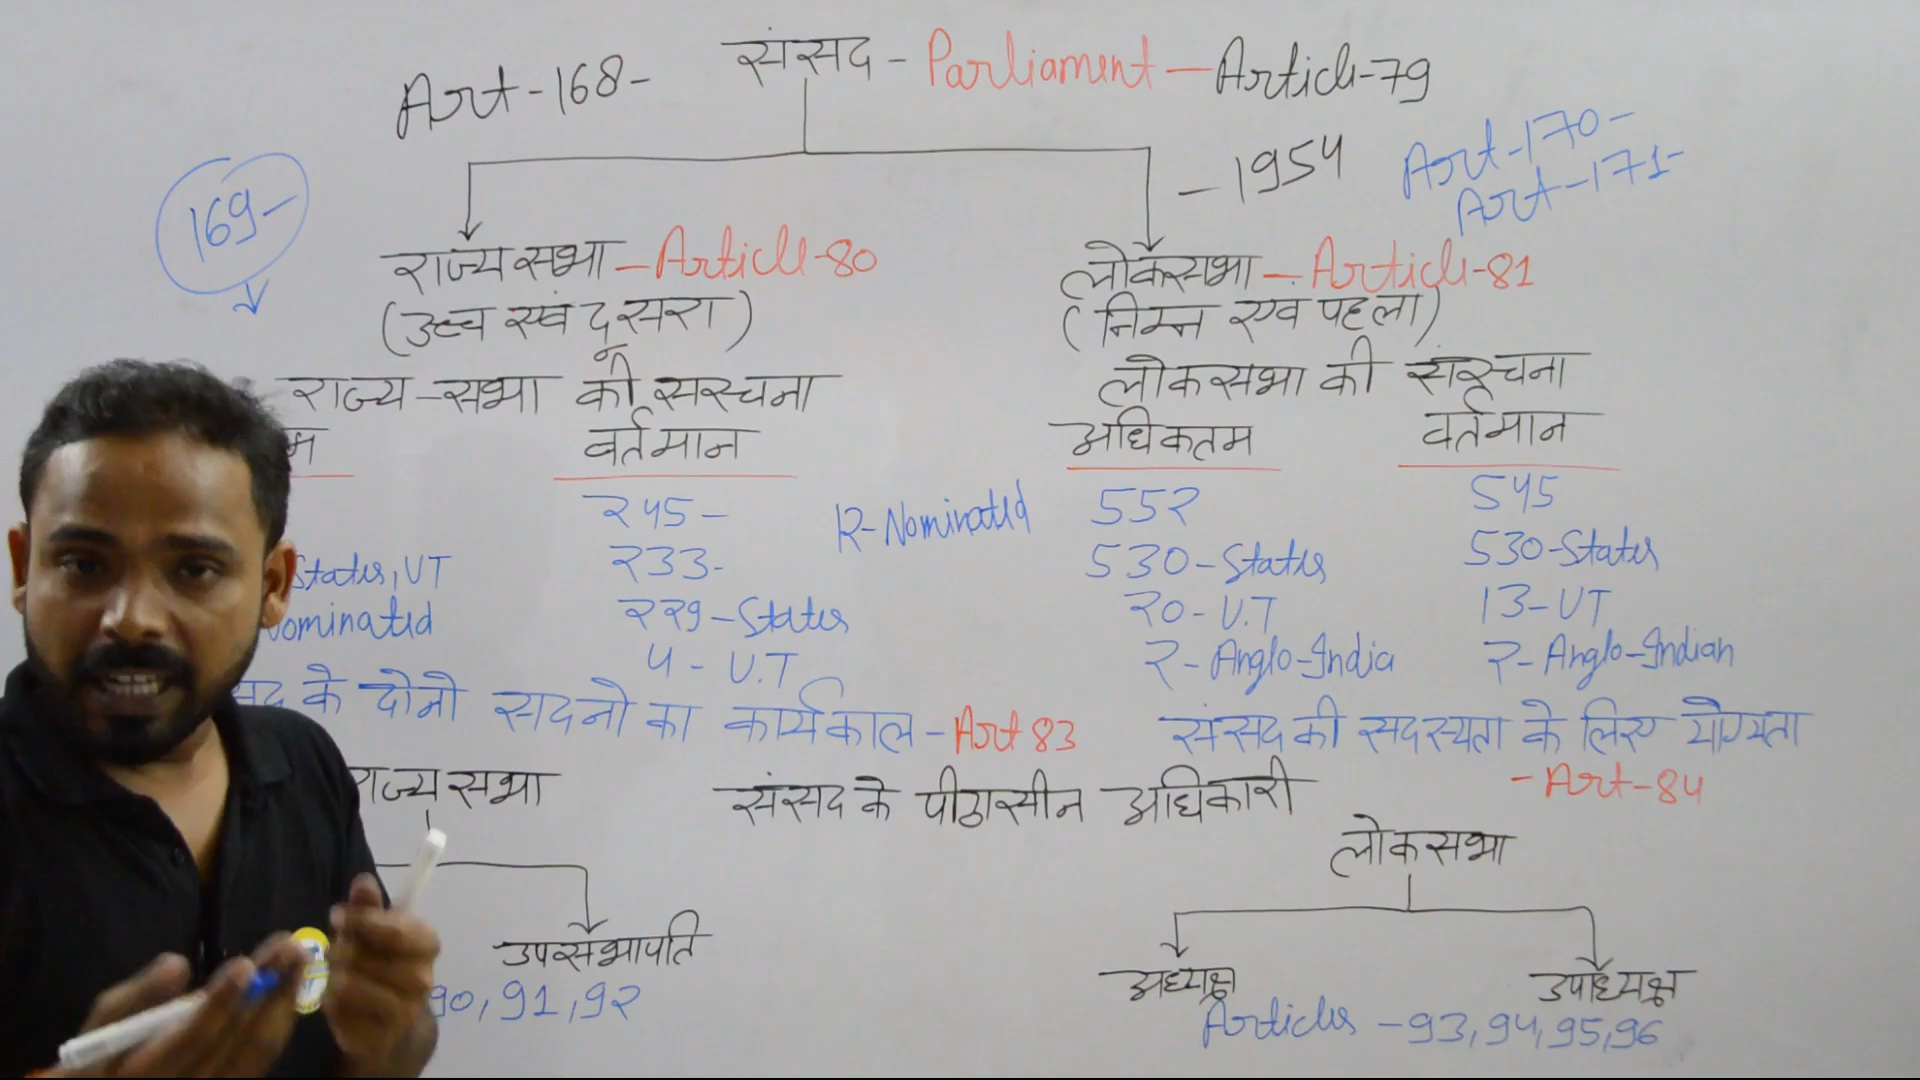 Art-168- संसद - Parliament - Article-79
- 1954 Art-170-
Art-171-
169-
राज्यसभा - Article-80 लोकसभा - Article-81
(उच्च एवं दूसरा) (निम्न एवं पहला)
राज्य-सभा की संरचना लोकसभा की संरचना
म वर्तमान अधिकतम वर्तमान
245- 12-Nominated 552 545
States, UT 233- 530-States 530-States
Nominated 229-States 20-U.T 13-UT
4-U.T 2-Anglo-India 2-Anglo-Indian
सद के दोनो सदनो का कार्यकाल - Art 83 संसद की सदस्यता के लिए योग्यता
- Art-84
राज्यसभा संसद के पीठासीन अधिकारी
लोकसभा
उपसभापति अध्यक्ष उपाध्यक्ष
90, 91, 92 Articles - 93, 94, 95, 96